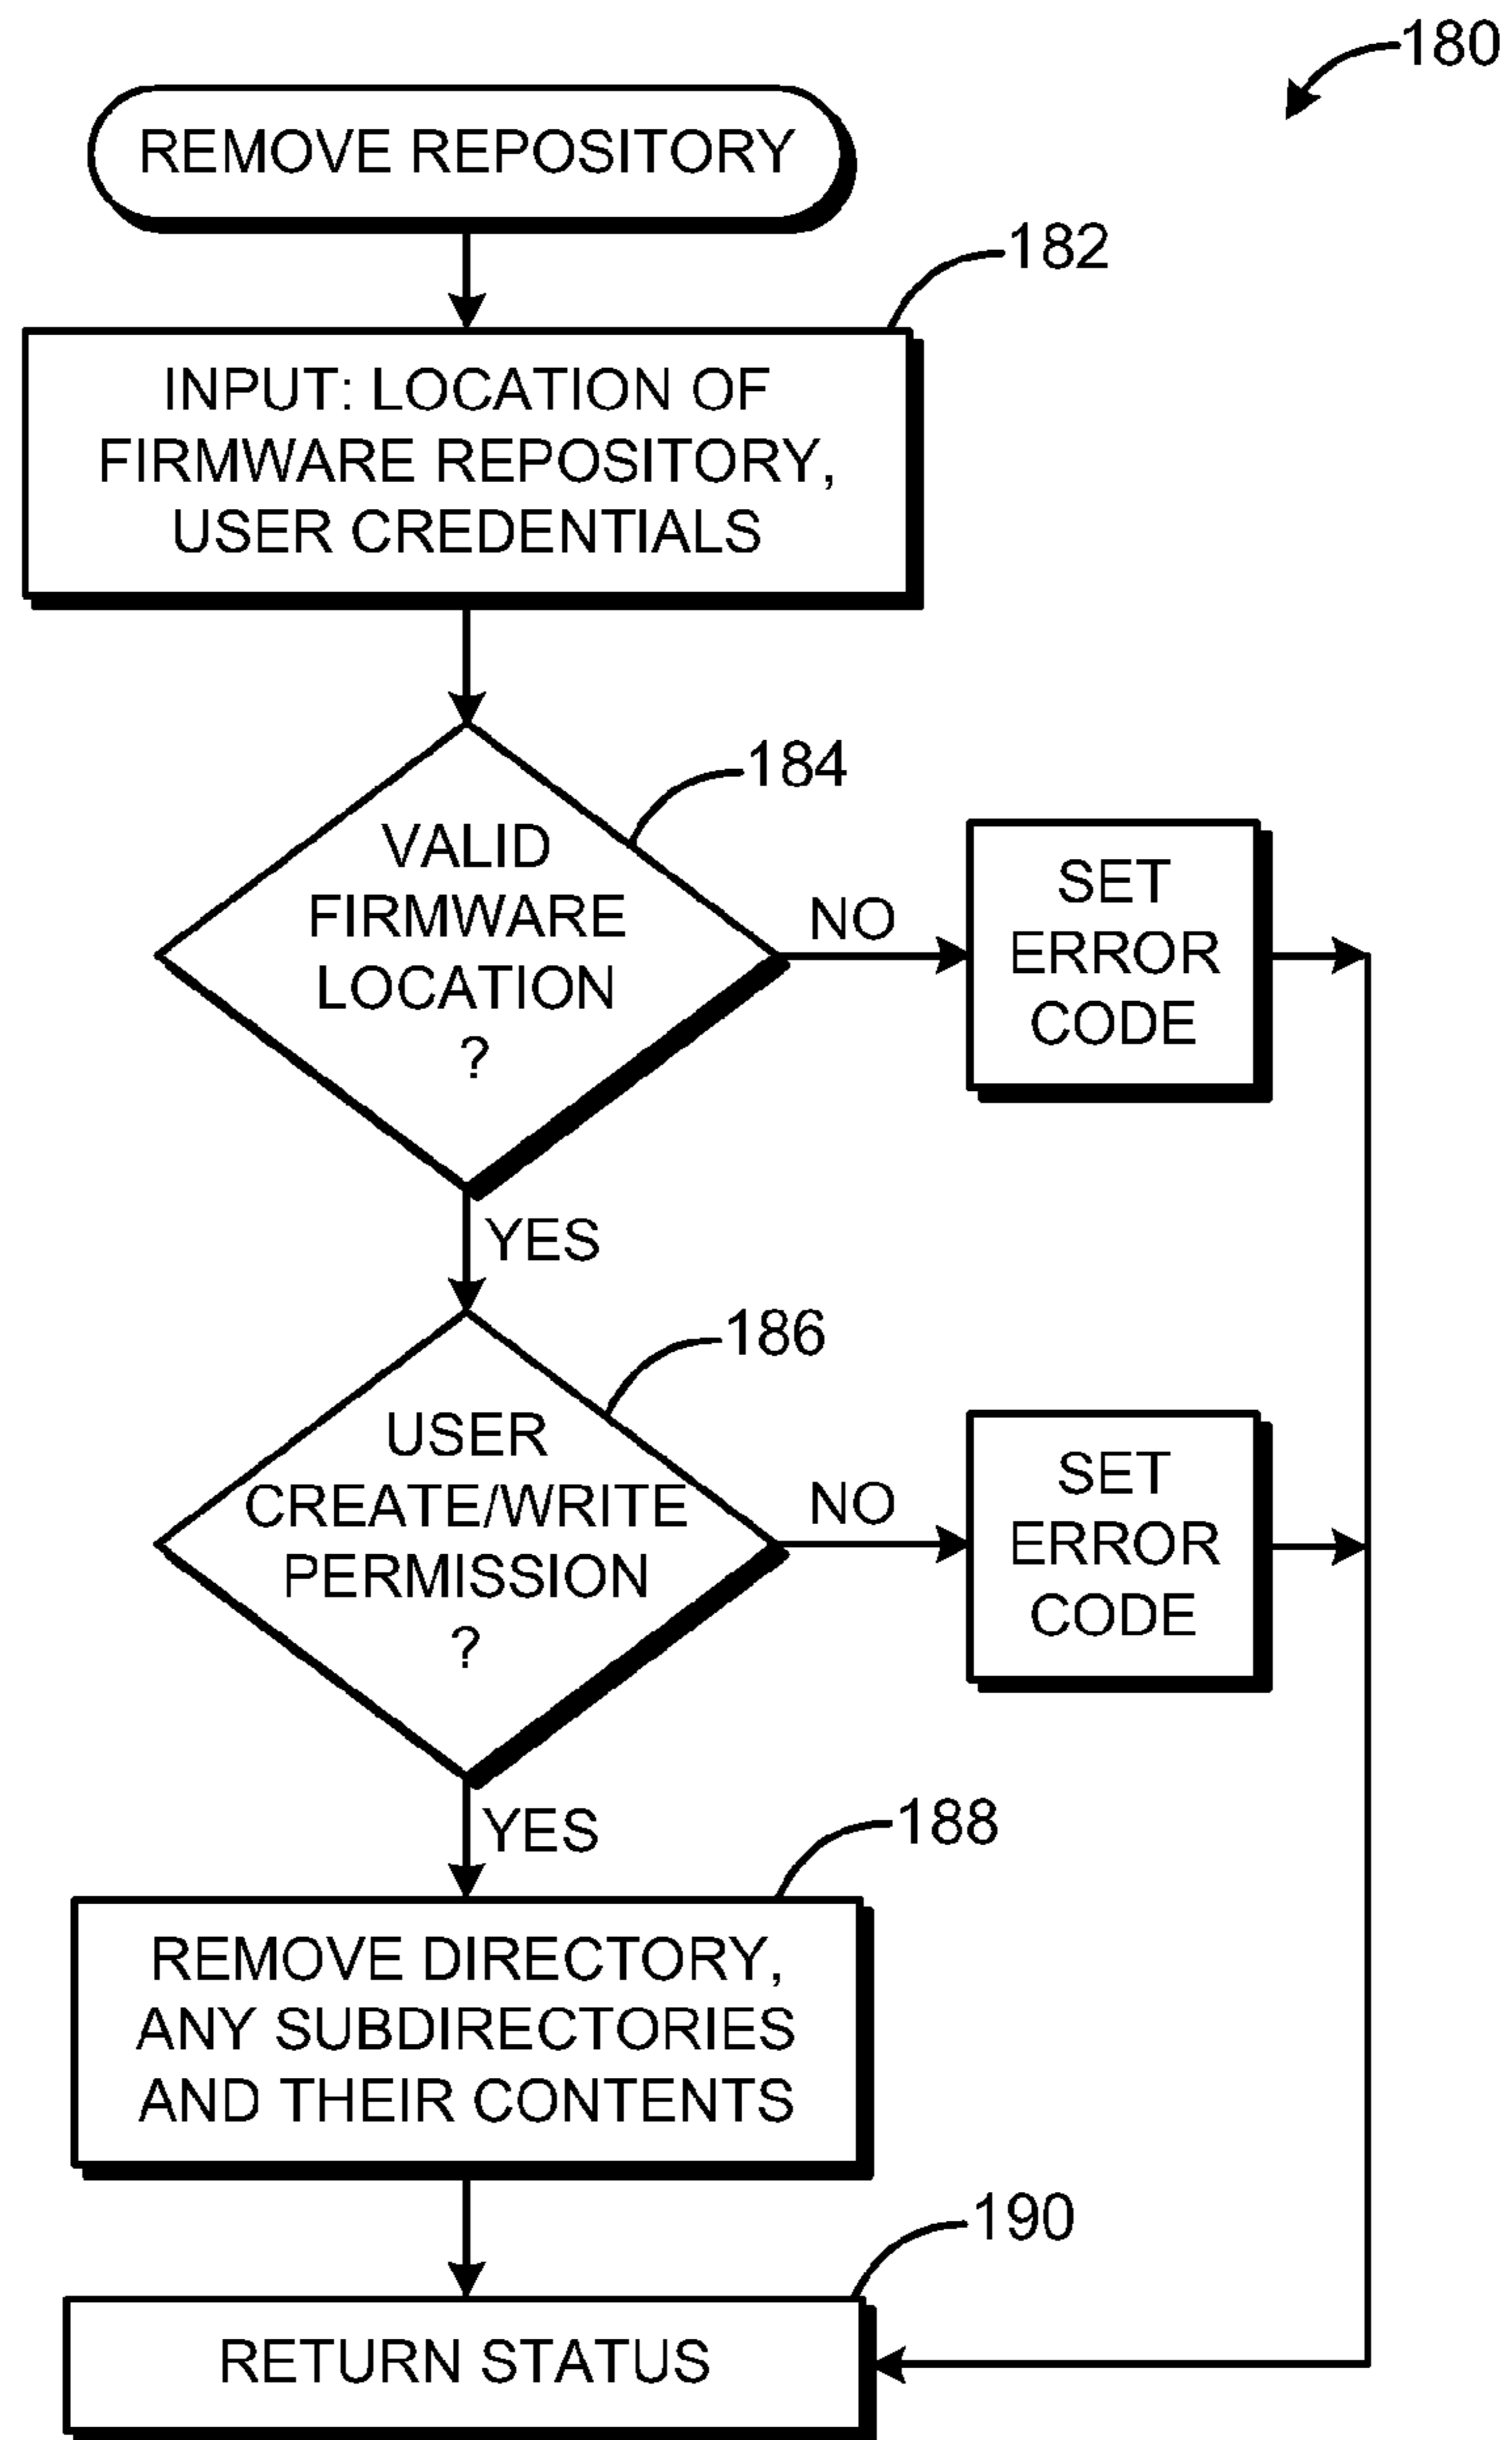 180
REMOVE REPOSITORY
182
INPUT: LOCATION OF
FIRMWARE REPOSITORY,
USER CREDENTIALS
184
VALID
FIRMWARE
LOCATION
?
NO
SET
ERROR
CODE
YES
186
USER
CREATE/WRITE
PERMISSION
?
NO
SET
ERROR
CODE
YES
188
REMOVE DIRECTORY,
ANY SUBDIRECTORIES
AND THEIR CONTENTS
190
RETURN STATUS